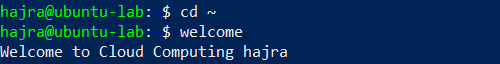 hajra@ubuntu-lab: $ cd ~
hajra@ubuntu-lab: $ welcome
Welcome to Cloud Computing hajra